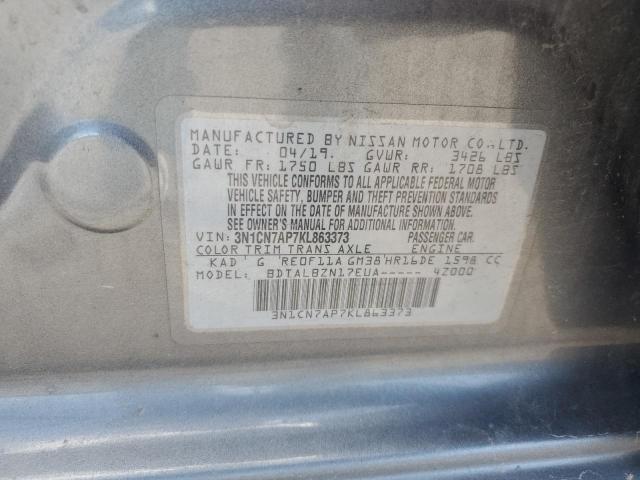 MANUFACTURED BY NISSAN MOTOR CO.,LTD.
DATE: 04/19. GVWR: 3426 LBS
GAWR FR: 1750 LBS GAWR RR: 1708 LBS
THIS VEHICLE CONFORMS TO ALL APPLICABLE FEDERAL MOTOR
VEHICLE SAFETY, BUMPER AND THEFT PREVENTION STANDARDS
IN EFFECT ON THE DATE OF MANUFACTURE SHOWN ABOVE.
SEE OWNER'S MANUAL FOR ADDITIONAL INFORMATION.
VIN: 3N1CN7AP7KL863373 PASSENGER CAR.
COLOR TRIM TRANS AXLE ENGINE
KAD G RE0F11A GM38 HR16DE 1598 CC
MODEL: BDTALBZN17EUA----- 4Z000
3N1CN7AP7KL863373